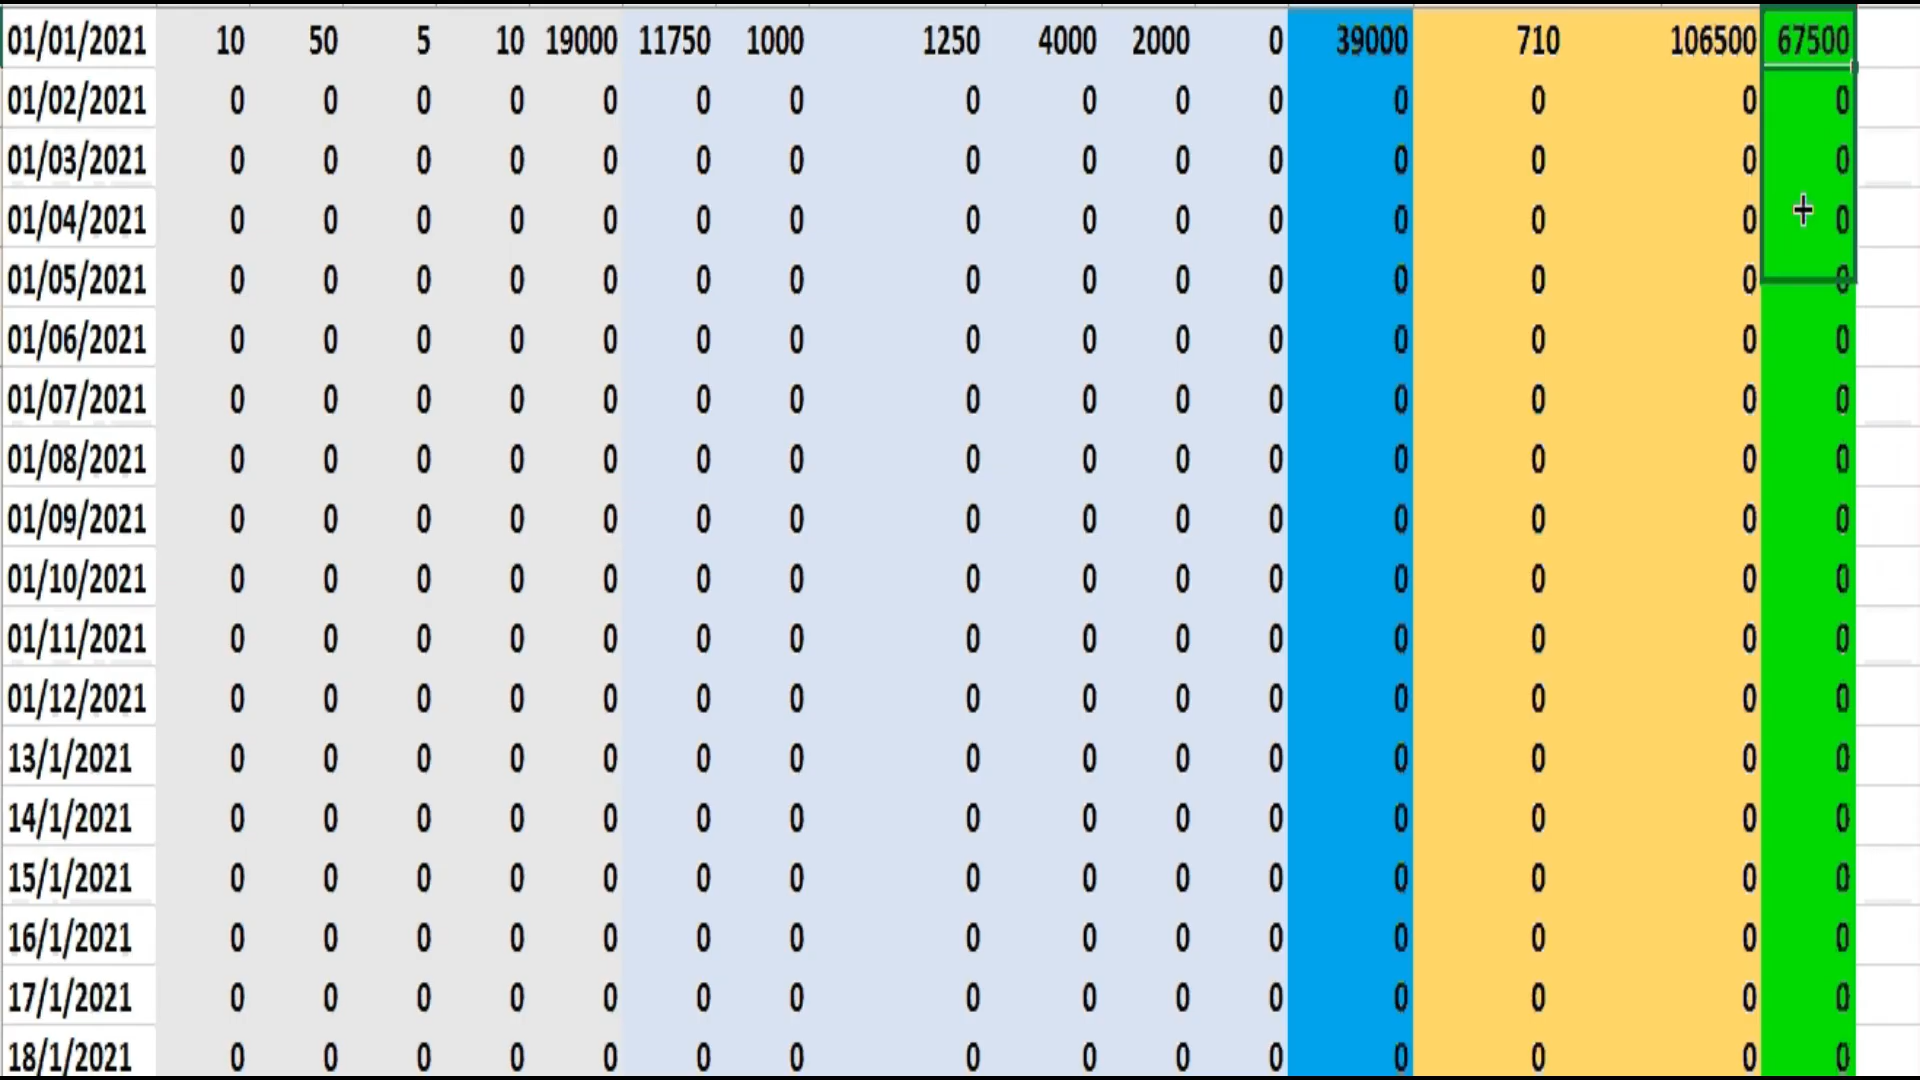 01/01/2021 10 50 5 10 19000 11750 1000 1250 4000 2000 0 39000 710 106500 67500
01/02/2021 0 0 0 0 0 0 0 0 0 0 0 0 0 0 0
01/03/2021 0 0 0 0 0 0 0 0 0 0 0 0 0 0 0
01/04/2021 0 0 0 0 0 0 0 0 0 0 0 0 0 0 0
01/05/2021 0 0 0 0 0 0 0 0 0 0 0 0 0 0 0
01/06/2021 0 0 0 0 0 0 0 0 0 0 0 0 0 0 0
01/07/2021 0 0 0 0 0 0 0 0 0 0 0 0 0 0 0
01/08/2021 0 0 0 0 0 0 0 0 0 0 0 0 0 0 0
01/09/2021 0 0 0 0 0 0 0 0 0 0 0 0 0 0 0
01/10/2021 0 0 0 0 0 0 0 0 0 0 0 0 0 0 0
01/11/2021 0 0 0 0 0 0 0 0 0 0 0 0 0 0 0
01/12/2021 0 0 0 0 0 0 0 0 0 0 0 0 0 0 0
13/1/2021 0 0 0 0 0 0 0 0 0 0 0 0 0 0 0
14/1/2021 0 0 0 0 0 0 0 0 0 0 0 0 0 0 0
15/1/2021 0 0 0 0 0 0 0 0 0 0 0 0 0 0 0
16/1/2021 0 0 0 0 0 0 0 0 0 0 0 0 0 0 0
17/1/2021 0 0 0 0 0 0 0 0 0 0 0 0 0 0 0
18/1/2021 0 0 0 0 0 0 0 0 0 0 0 0 0 0 0